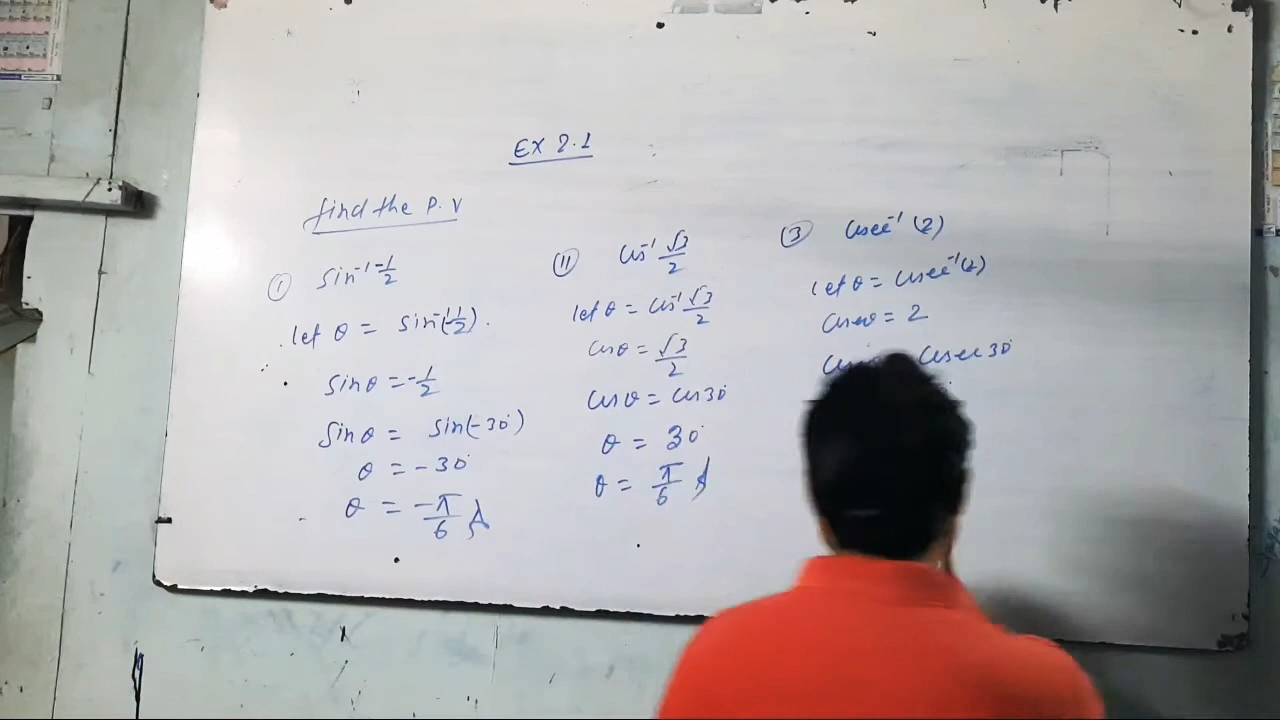 EX 2.1
find the P.V
① sin⁻¹ -1/2
let θ = sin⁻¹(-1/2).
sinθ = -1/2
sinθ = sin(-30°)
θ = -30°
θ = -π/6
② cos⁻¹ √3/2
let θ = cos⁻¹ √3/2
cosθ = √3/2
cosθ = cos30°
θ = 30°
θ = π/6
③ cosec⁻¹(2)
let θ = cosec⁻¹(2)
cosecθ = 2
cosec30°